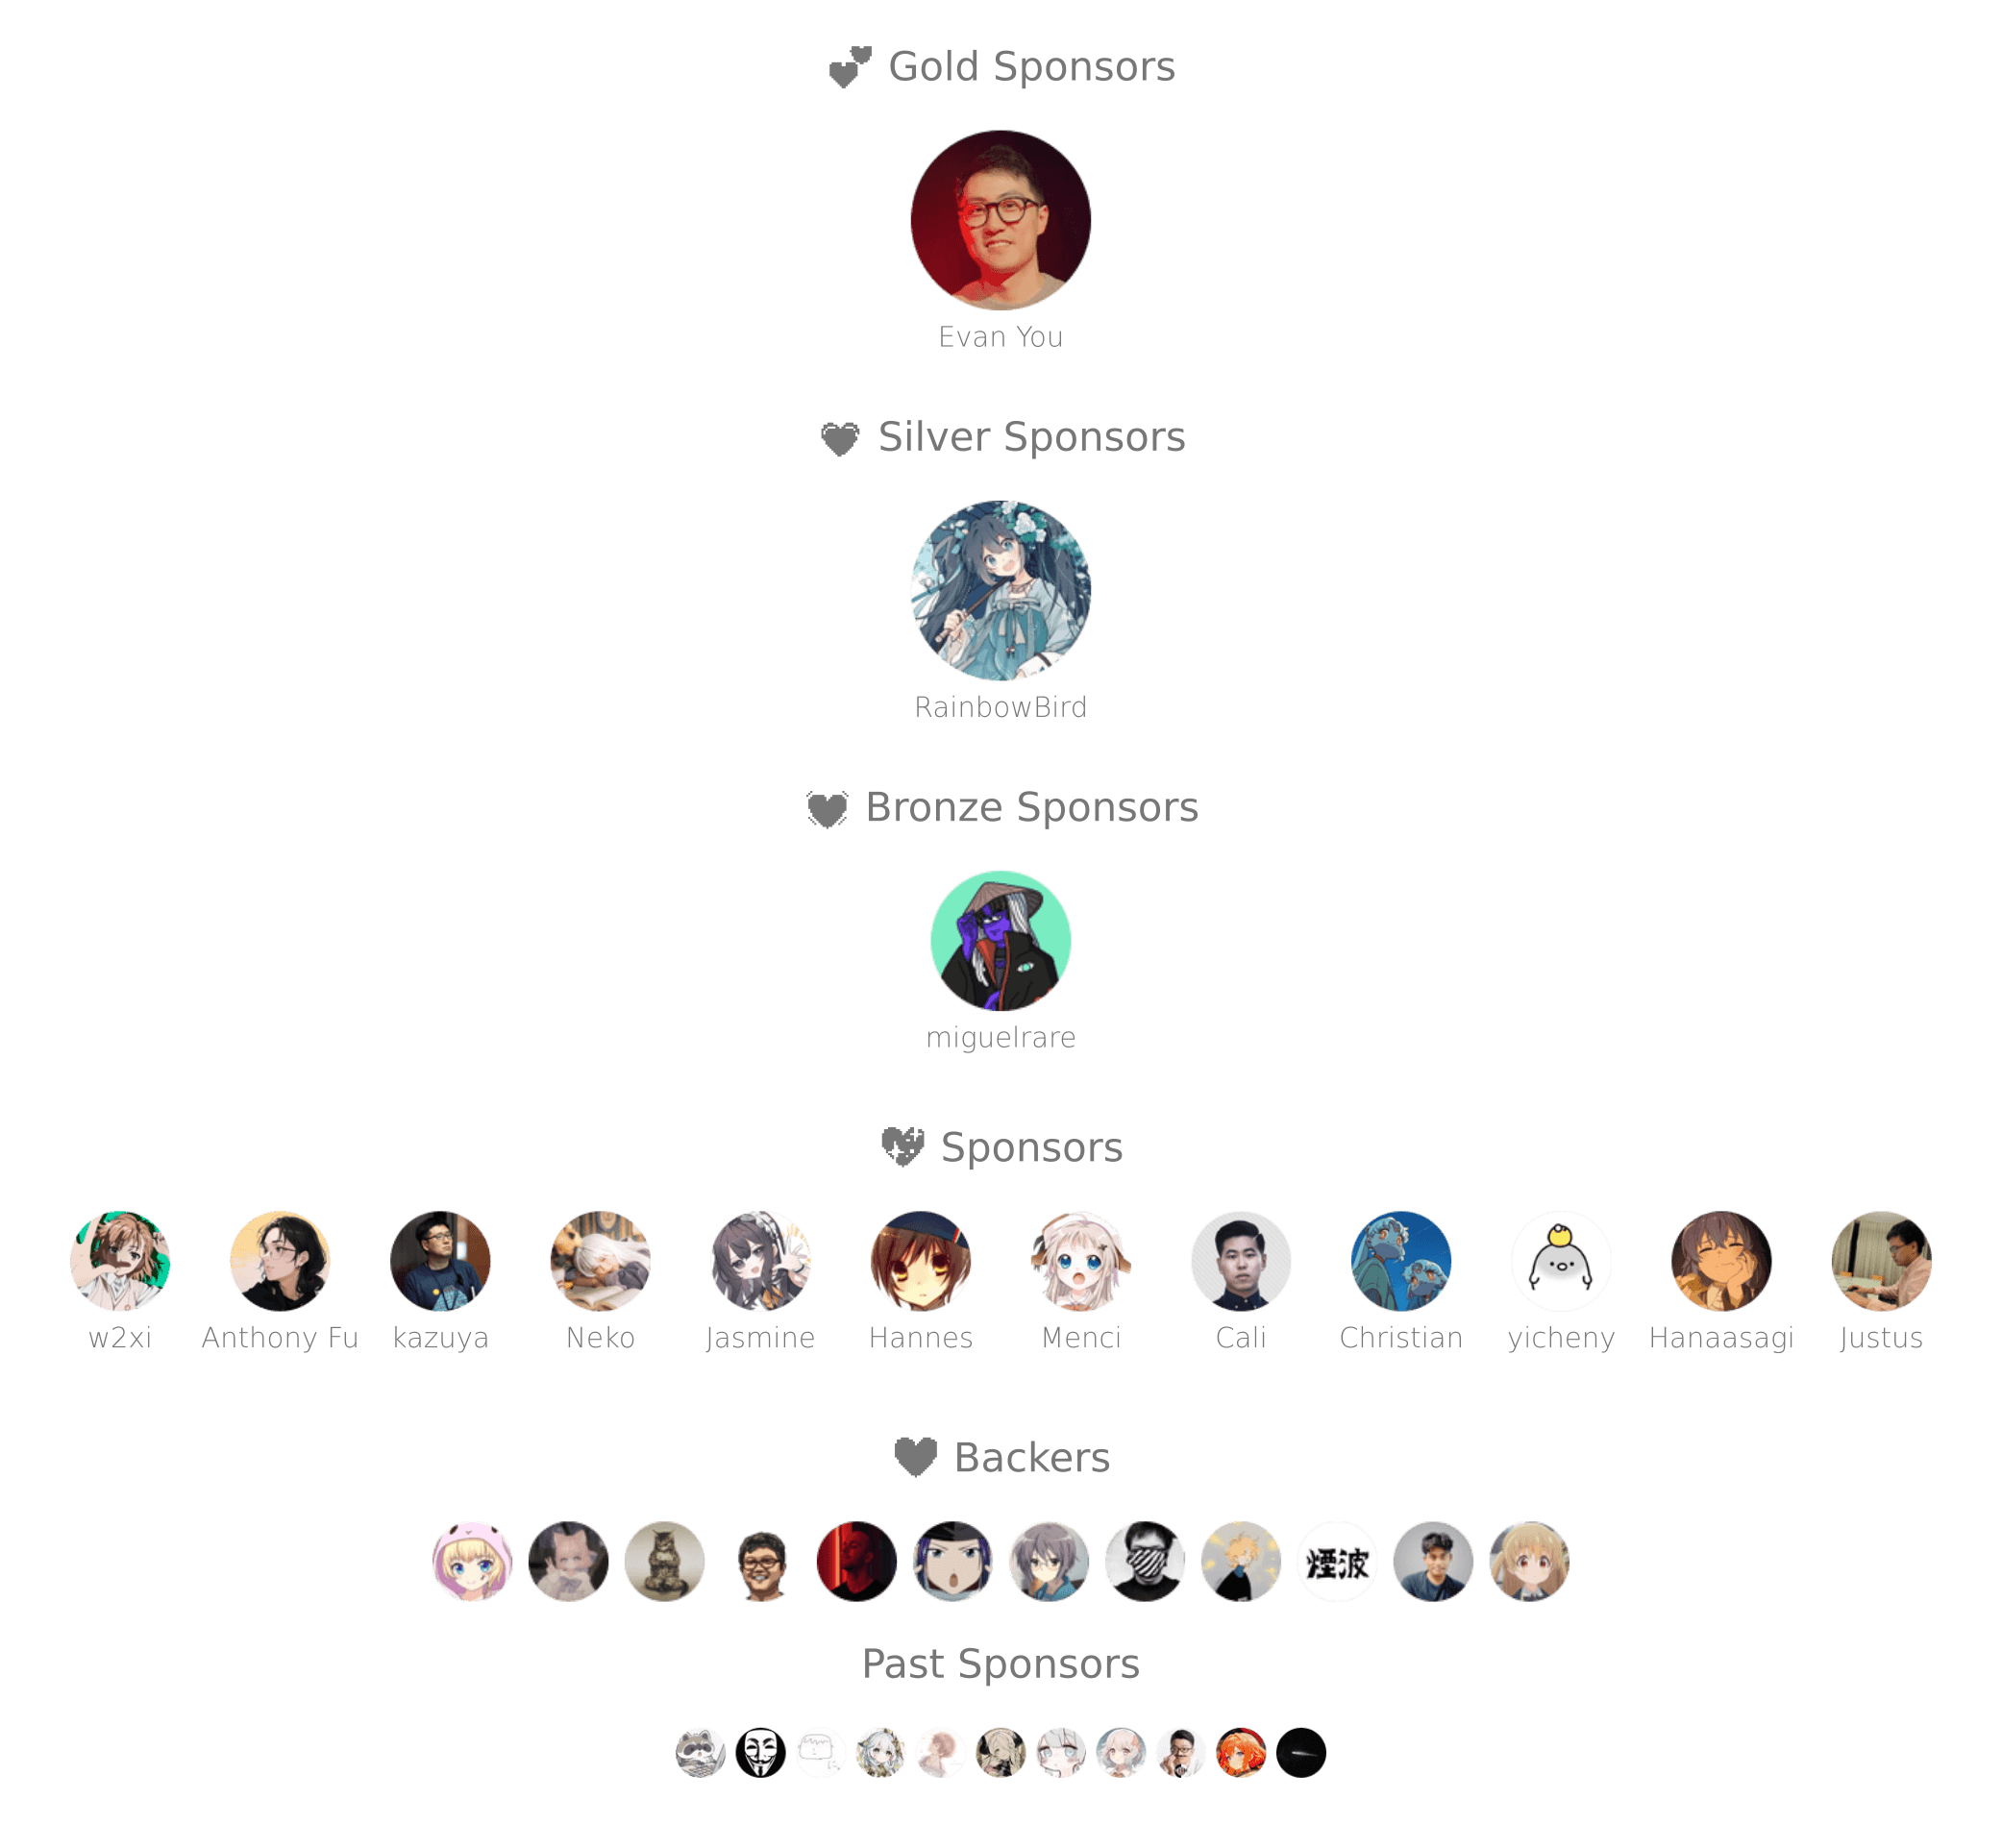 Gold Sponsors
Evan You
Silver Sponsors
RainbowBird
Bronze Sponsors
miguelrare
Sponsors
w2xi Anthony Fu kazuya Neko Jasmine Hannes Menci Cali Christian yicheny Hanaasagi Justus
Backers
煙波
Past Sponsors